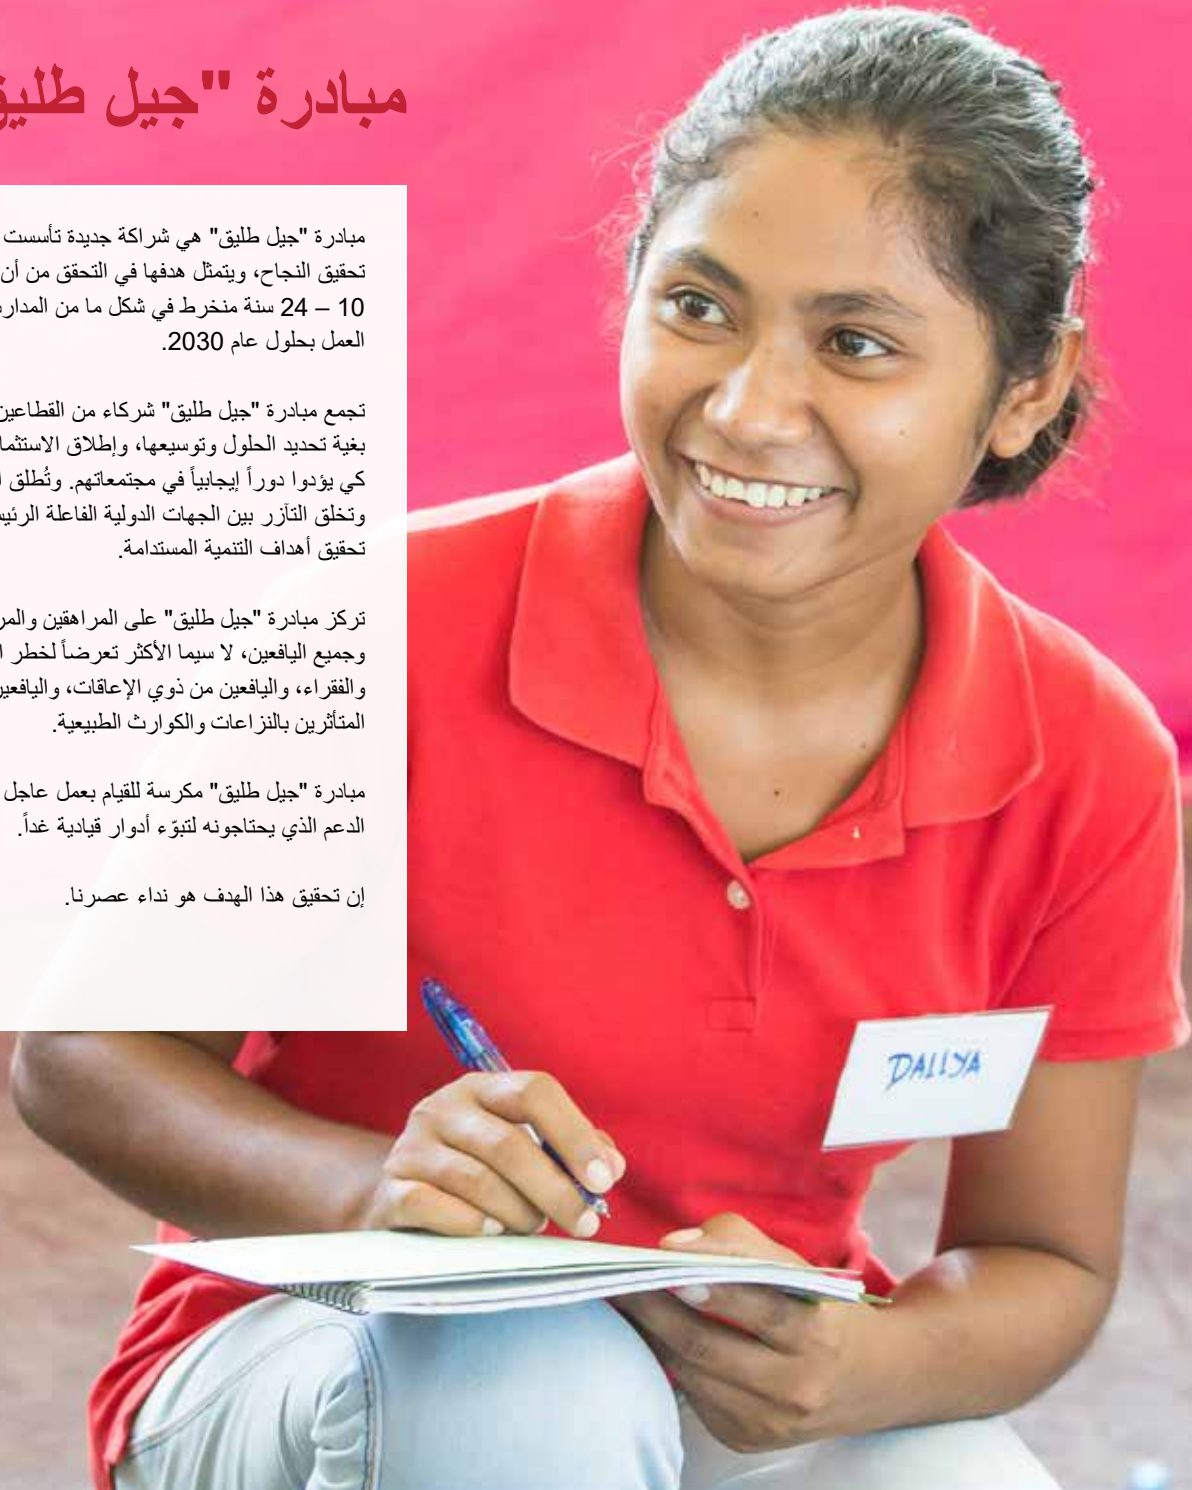 مبادرة "جيل طليق
مبادرة "جيل طليق" هي شراكة جديدة تأسست
تحقيق النجاح، ويتمثل هدفها في التحقق من أن
10 – 24 سنة منخرط في شكل ما من المدار
العمل بحلول عام 2030.
تجمع مبادرة "جيل طليق" شركاء من القطاعين
بغية تحديد الحلول وتوسيعها، وإطلاق الاستثما
كي يؤدوا دوراً إيجابياً في مجتمعاتهم. وتُطلق
وتخلق التآزر بين الجهات الدولية الفاعلة الرئيس
تحقيق أهداف التنمية المستدامة.
تركز مبادرة "جيل طليق" على المراهقين والمر
وجميع اليافعين، لا سيما الأكثر تعرضاً لخطر
والفقراء، واليافعين من ذوي الإعاقات، واليافعين
المتأثرين بالنزاعات والكوارث الطبيعية.
مبادرة "جيل طليق" مكرسة للقيام بعمل عاجل
الدعم الذي يحتاجونه لتبوّء أدوار قيادية غداً.
إن تحقيق هذا الهدف هو نداء عصرنا.
DALIYA